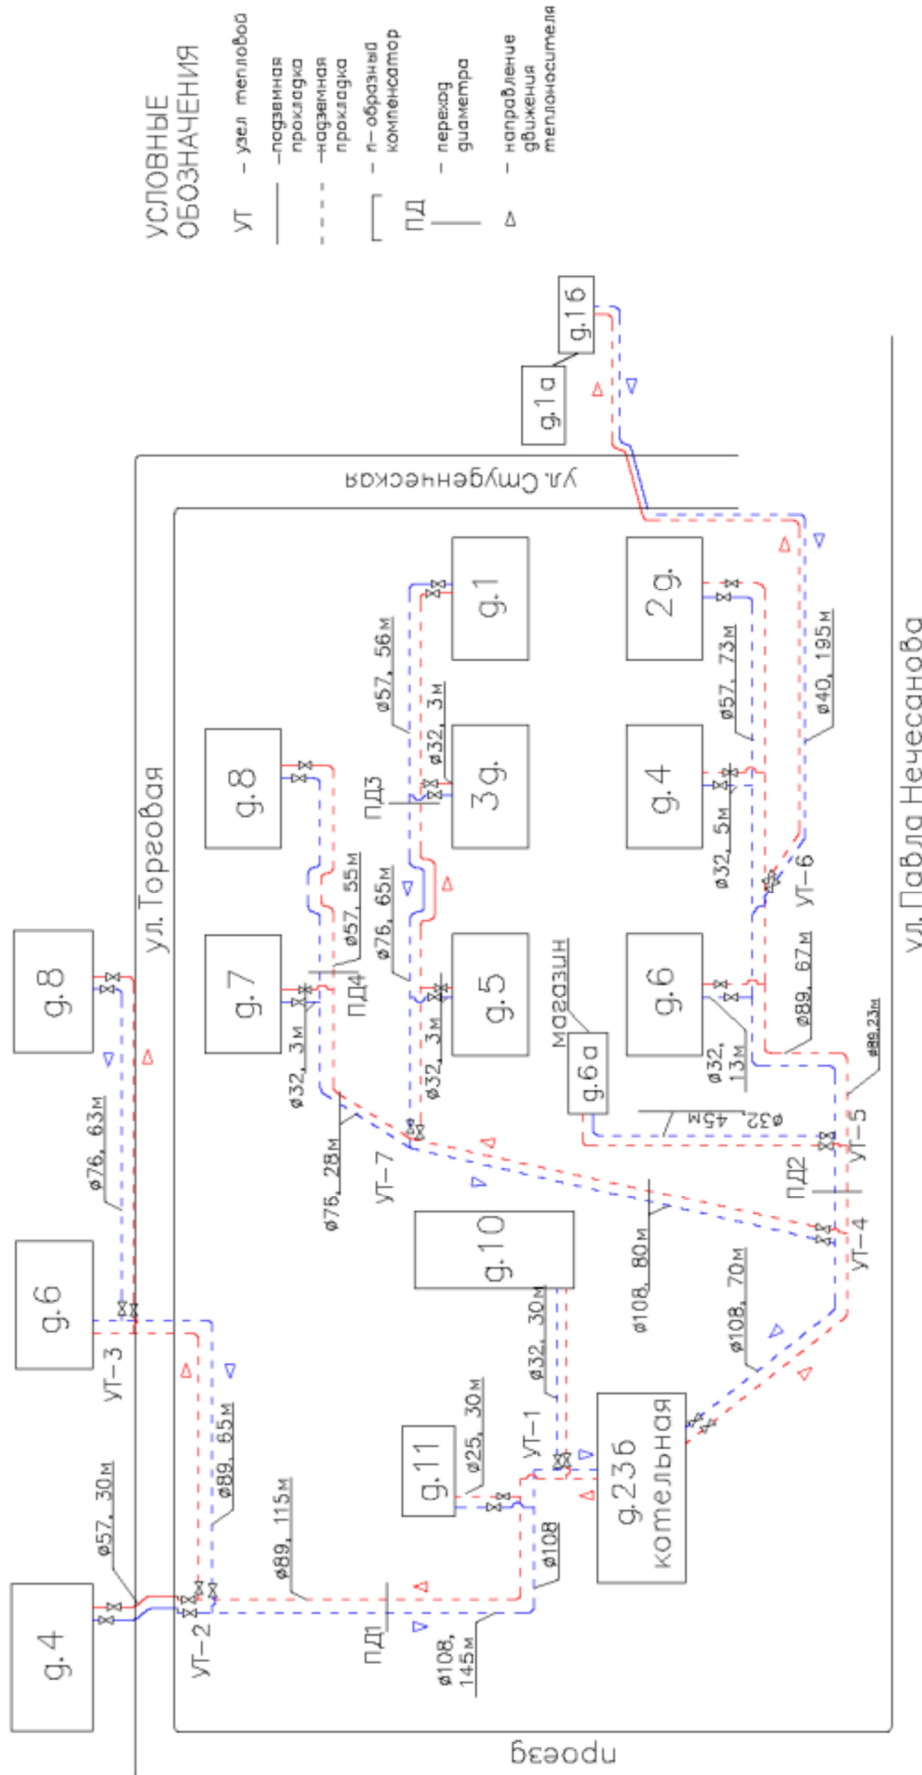 УСЛОВНЫЕ
ОБОЗНАЧЕНИЯ
УТ – узел тепловой
–подземная
прокладка
–надземная
прокладка
– п–образный
компенсатор
ПД – переход
диаметра
– направление
движения
теплоносителя
ул.Торговая
ул.Студенческая
ул. Павла Нечесанова
проезд
д.4
д.6
д.8
ø57, 30м
УТ–3
ø76, 63м
УТ–2
ø89, 65м
ø89, 115м
ПД1
ø108,
145м
ø108
д.11
ø25, 30м
УТ–1
ø32, 30м
д.10
д.23б
котельная
ø108, 70м
ø108, 80м
УТ–4
ПД2
УТ–5
ø32, 45м
д.6а
магазин
УТ–7
ø76, 28м
ø32, 3м
д.7
ПД4
ø57, 55м
д.8
ø32, 3м
д.5
ø76, 65м
ПД3
3д.
ø32, 3м
ø57, 56м
д.1
ø89,23м
ø89, 67м
ø32,
13м
д.6
УТ–6
ø32, 5м
д.4
ø57, 73м
2д.
ø40, 195м
д.1а
д.1б